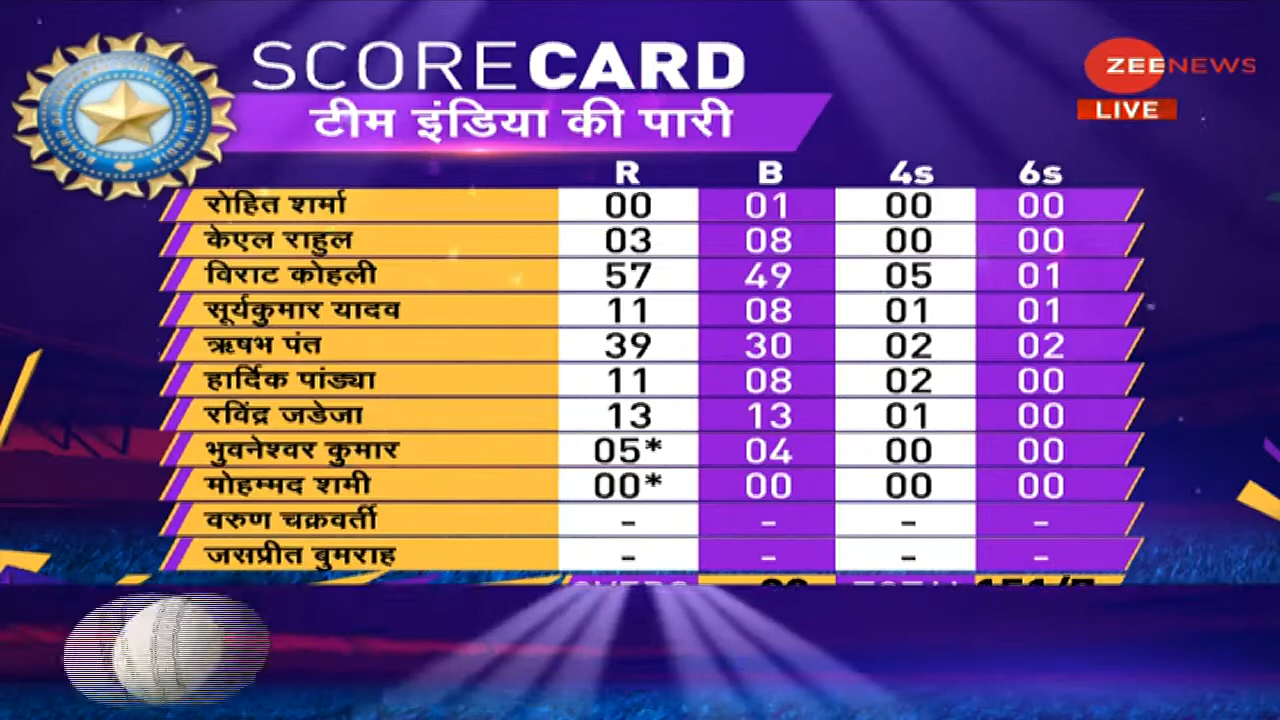 SCORECARD
टीम इंडिया की पारी
ZEE NEWS
LIVE
R B 4s 6s
रोहित शर्मा 00 01 00 00
केएल राहुल 03 08 00 00
विराट कोहली 57 49 05 01
सूर्यकुमार यादव 11 08 01 01
ऋषभ पंत 39 30 02 02
हार्दिक पांड्या 11 08 02 00
रविंद्र जडेजा 13 13 01 00
भुवनेश्वर कुमार 05* 04 00 00
मोहम्मद शमी 00* 00 00 00
वरुण चक्रवर्ती - - - -
जसप्रीत बुमराह - - - -